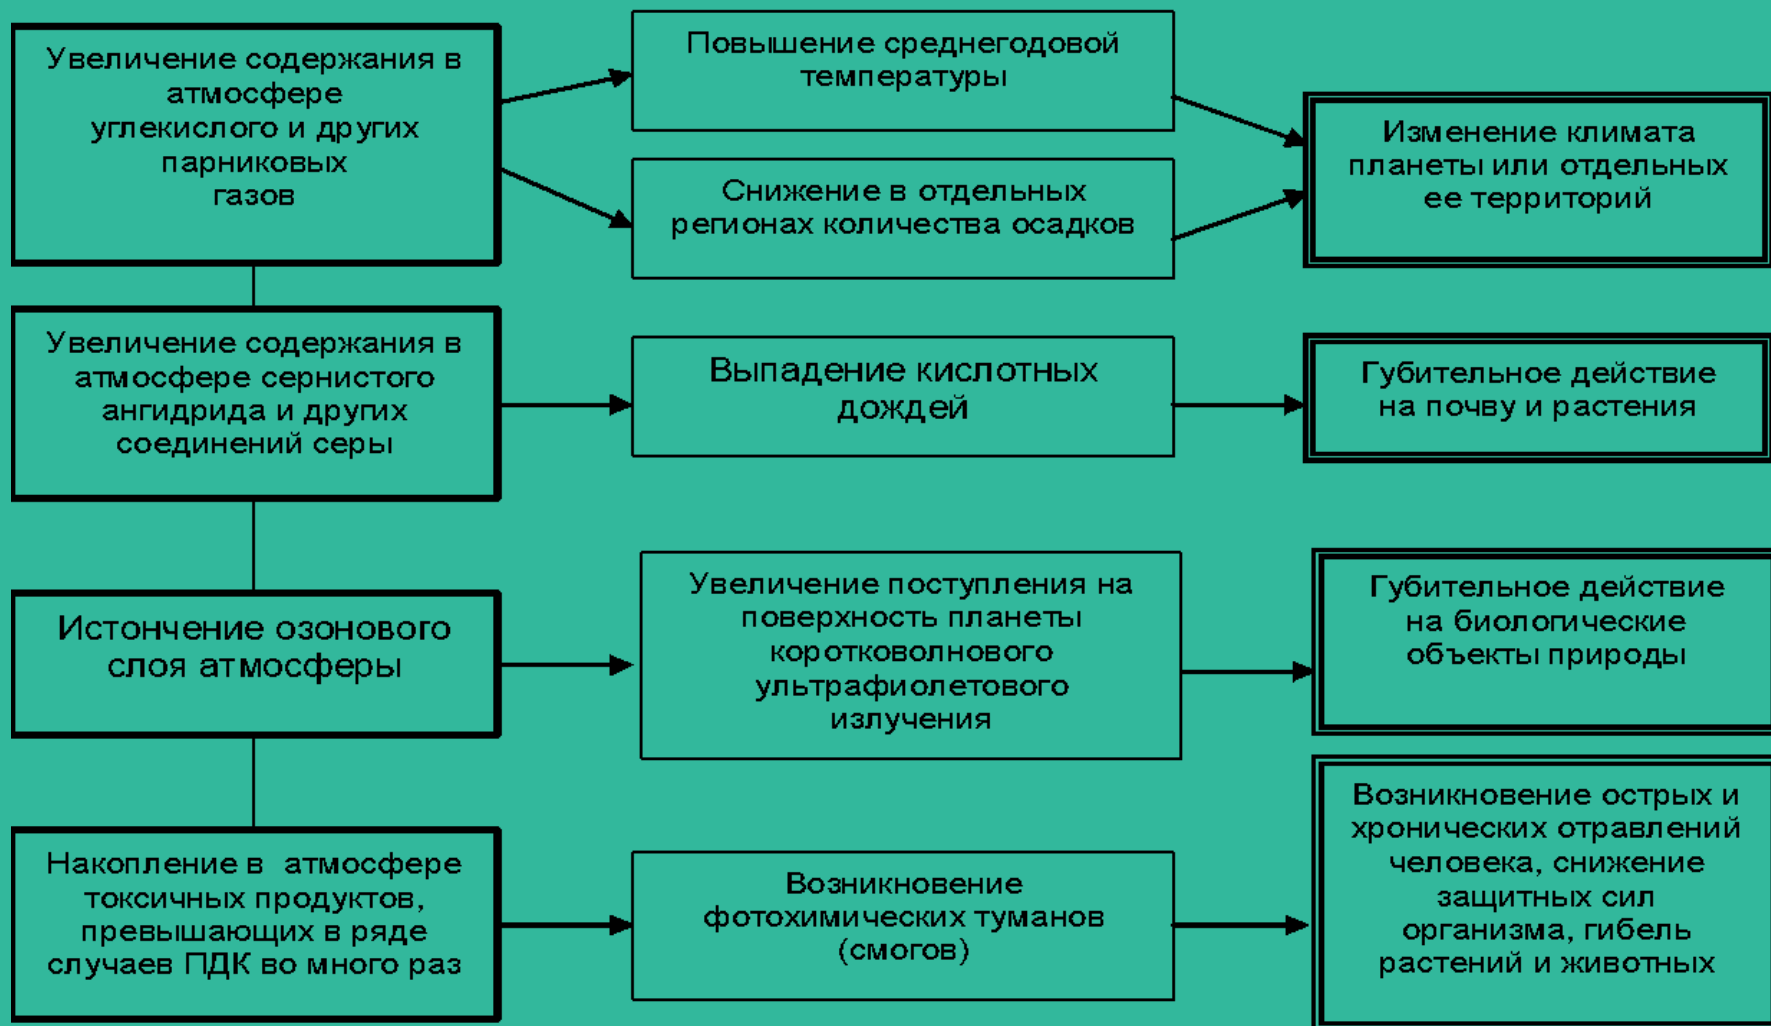 Увеличение содержания в
атмосфере
углекислого и других
парниковых
газов
Повышение среднегодовой
температуры
Снижение в отдельных
регионах количества осадков
Изменение климата
планеты или отдельных
ее территорий
Увеличение содержания в
атмосфере сернистого
ангидрида и других
соединений серы
Выпадение кислотных
дождей
Губительное действие
на почву и растения
Истончение озонового
слоя атмосферы
Увеличение поступления на
поверхность планеты
коротковолнового
ультрафиолетового
излучения
Губительное действие
на биологические
объекты природы
Накопление в атмосфере
токсичных продуктов,
превышающих в ряде
случаев ПДК во много раз
Возникновение
фотохимических туманов
(смогов)
Возникновение острых и
хронических отравлений
человека, снижение
защитных сил
организма, гибель
растений и животных